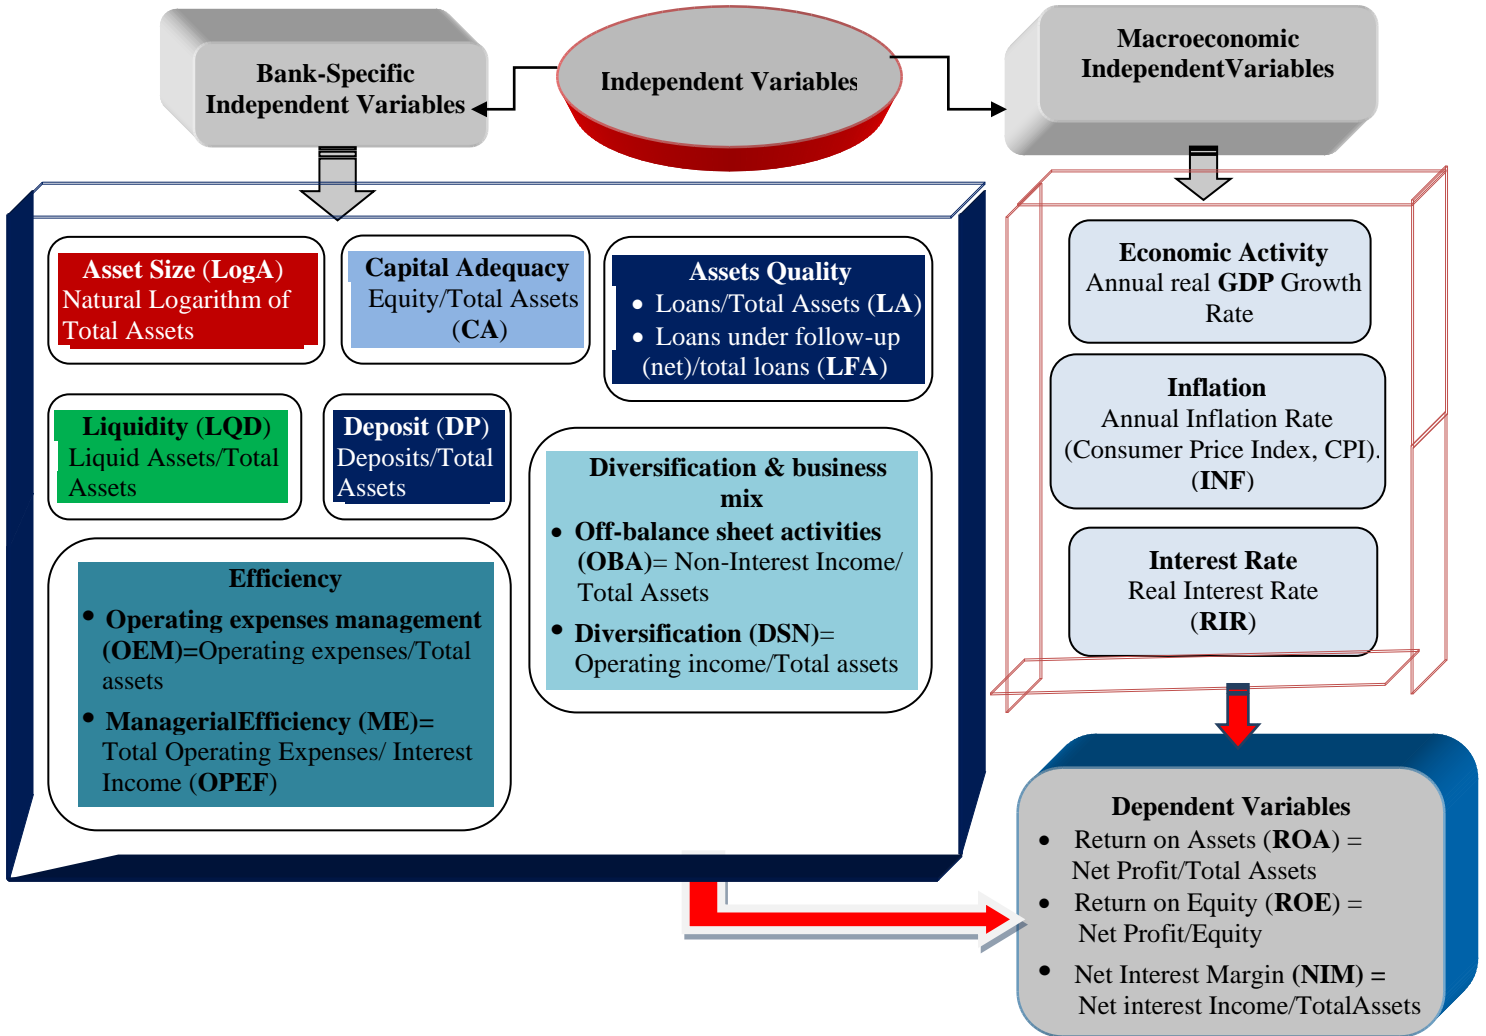 Bank-Specific
Independent Variables
Independent Variables
Macroeconomic
IndependentVariables
Asset Size (LogA)
Natural Logarithm of
Total Assets
Capital Adequacy
Equity/Total Assets
(CA)
Assets Quality
• Loans/Total Assets (LA)
• Loans under follow-up
(net)/total loans (LFA)
Liquidity (LQD)
Liquid Assets/Total
Assets
Deposit (DP)
Deposits/Total
Assets
Diversification & business
mix
• Off-balance sheet activities
(OBA)= Non-Interest Income/
Total Assets
• Diversification (DSN)=
Operating income/Total assets
Efficiency
• Operating expenses management
(OEM)=Operating expenses/Total
assets
• ManagerialEfficiency (ME)=
Total Operating Expenses/ Interest
Income (OPEF)
Economic Activity
Annual real GDP Growth
Rate
Inflation
Annual Inflation Rate
(Consumer Price Index, CPI).
(INF)
Interest Rate
Real Interest Rate
(RIR)
Dependent Variables
• Return on Assets (ROA) =
Net Profit/Total Assets
• Return on Equity (ROE) =
Net Profit/Equity
• Net Interest Margin (NIM) =
Net interest Income/TotalAssets